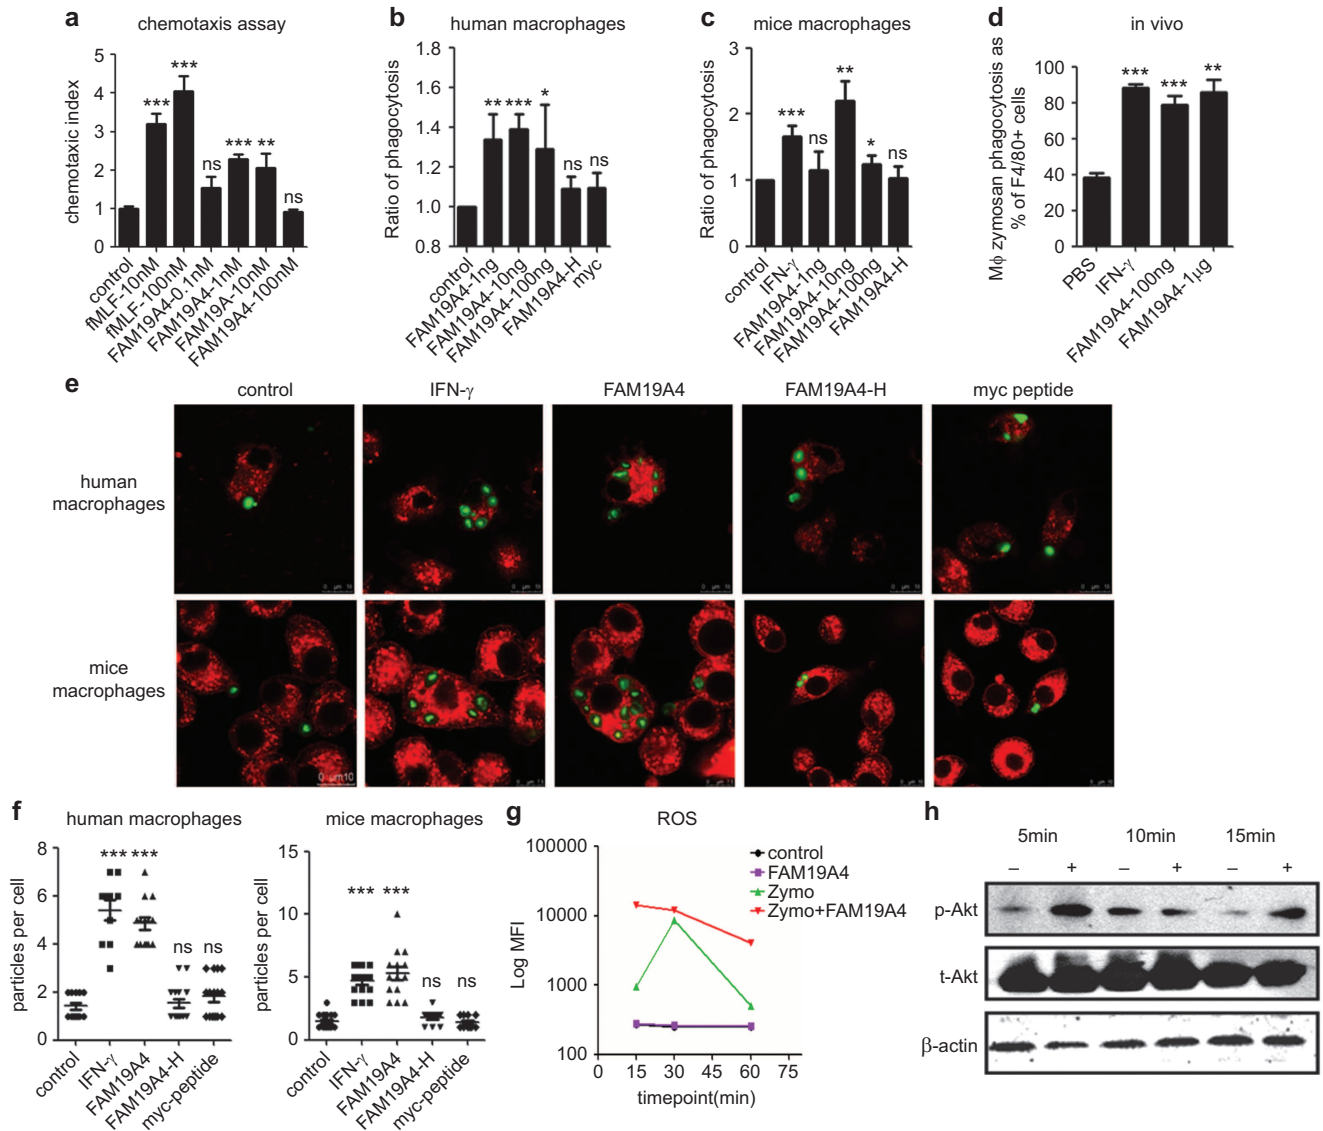 a chemotaxis assay
chemotaxic index
5
4
3
2
1
0
***
***
ns
***
**
ns
control
fMLF-10nM
fMLF-100nM
FAM19A4-0.1nM
FAM19A4-1nM
FAM19A-10nM
FAM19A4-100nM
b human macrophages
Ratio of phagocytosis
1.8
1.6
1.4
1.2
1.0
0.8
**
***
*
ns
ns
control
FAM19A4-1ng
FAM19A4-10ng
FAM19A4-100ng
FAM19A4-H
myc
c mice macrophages
Ratio of phagocytosis
3
2
1
0
***
ns
**
*
ns
control
IFN-γ
FAM19A4-1ng
FAM19A4-10ng
FAM19A4-100ng
FAM19A4-H
d in vivo
Mφ zymosan phagocytosis as
% of F4/80+ cells
100
80
60
40
20
0
***
***
**
PBS
IFN-γ
FAM19A4-100ng
FAM19A4-1μg
e
control IFN-γ FAM19A4 FAM19A4-H myc peptide
human
macrophages
mice
macrophages
0 μm 10
f human macrophages
particles per cell
8
6
4
2
0
***
***
ns
ns
control
IFN-γ
FAM19A4
FAM19A4-H
myc-peptide
mice macrophages
particles per cell
15
10
5
0
***
***
ns
ns
control
IFN-γ
FAM19A4
FAM19A4-H
myc-peptide
g ROS
Log MFI
100000
10000
1000
100
0 15 30 45 60 75
timepoint(min)
control
FAM19A4
Zymo
Zymo+FAM19A4
h
5min 10min 15min
– + – + – +
p-Akt
t-Akt
β-actin